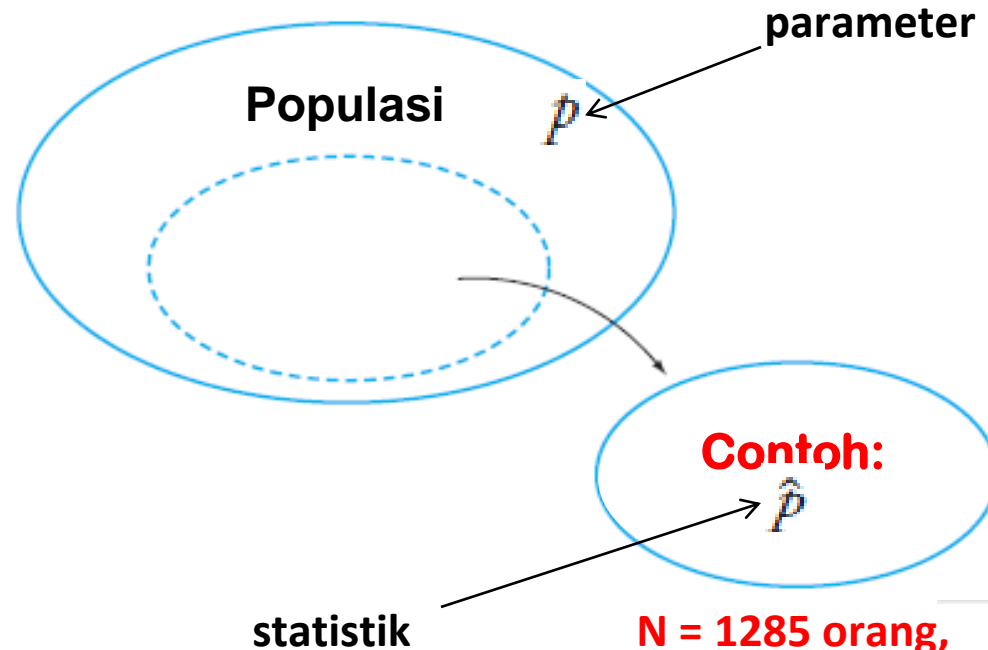 parameter
Populasi
p
Contoh:
p̂
statistik
N = 1285 orang,